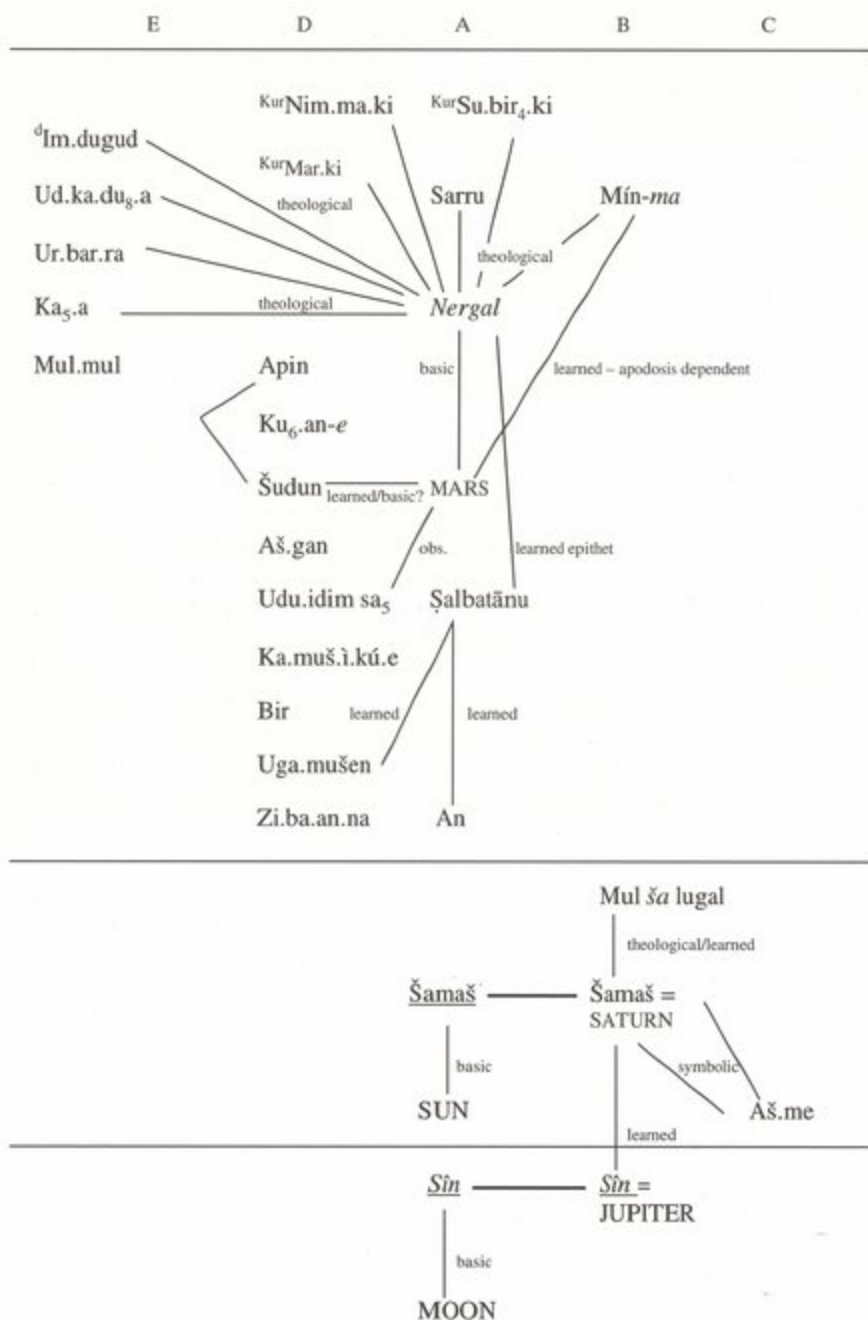 E D A B C
KurNim.ma.ki KurSu.bir₄.ki
dIm.dugud
KurMar.ki
Ud.ka.du₈.a theological Sarru Mín-ma
Ur.bar.ra theological
Ka₅.a theological Nergal
Mul.mul Apin basic learned – apodosis dependent
Ku₆.an-e
Šudun learned/basic? MARS
Aš.gan obs. learned epithet
Udu.idim sa₅ Ṣalbatānu
Ka.muš.ì.kú.e
Bir learned learned
Uga.mušen
Zi.ba.an.na An
Mul ša lugal
theological/learned
Šamaš Šamaš =
SATURN
basic symbolic
SUN Aš.me
learned
Sîn Sîn =
JUPITER
basic
MOON